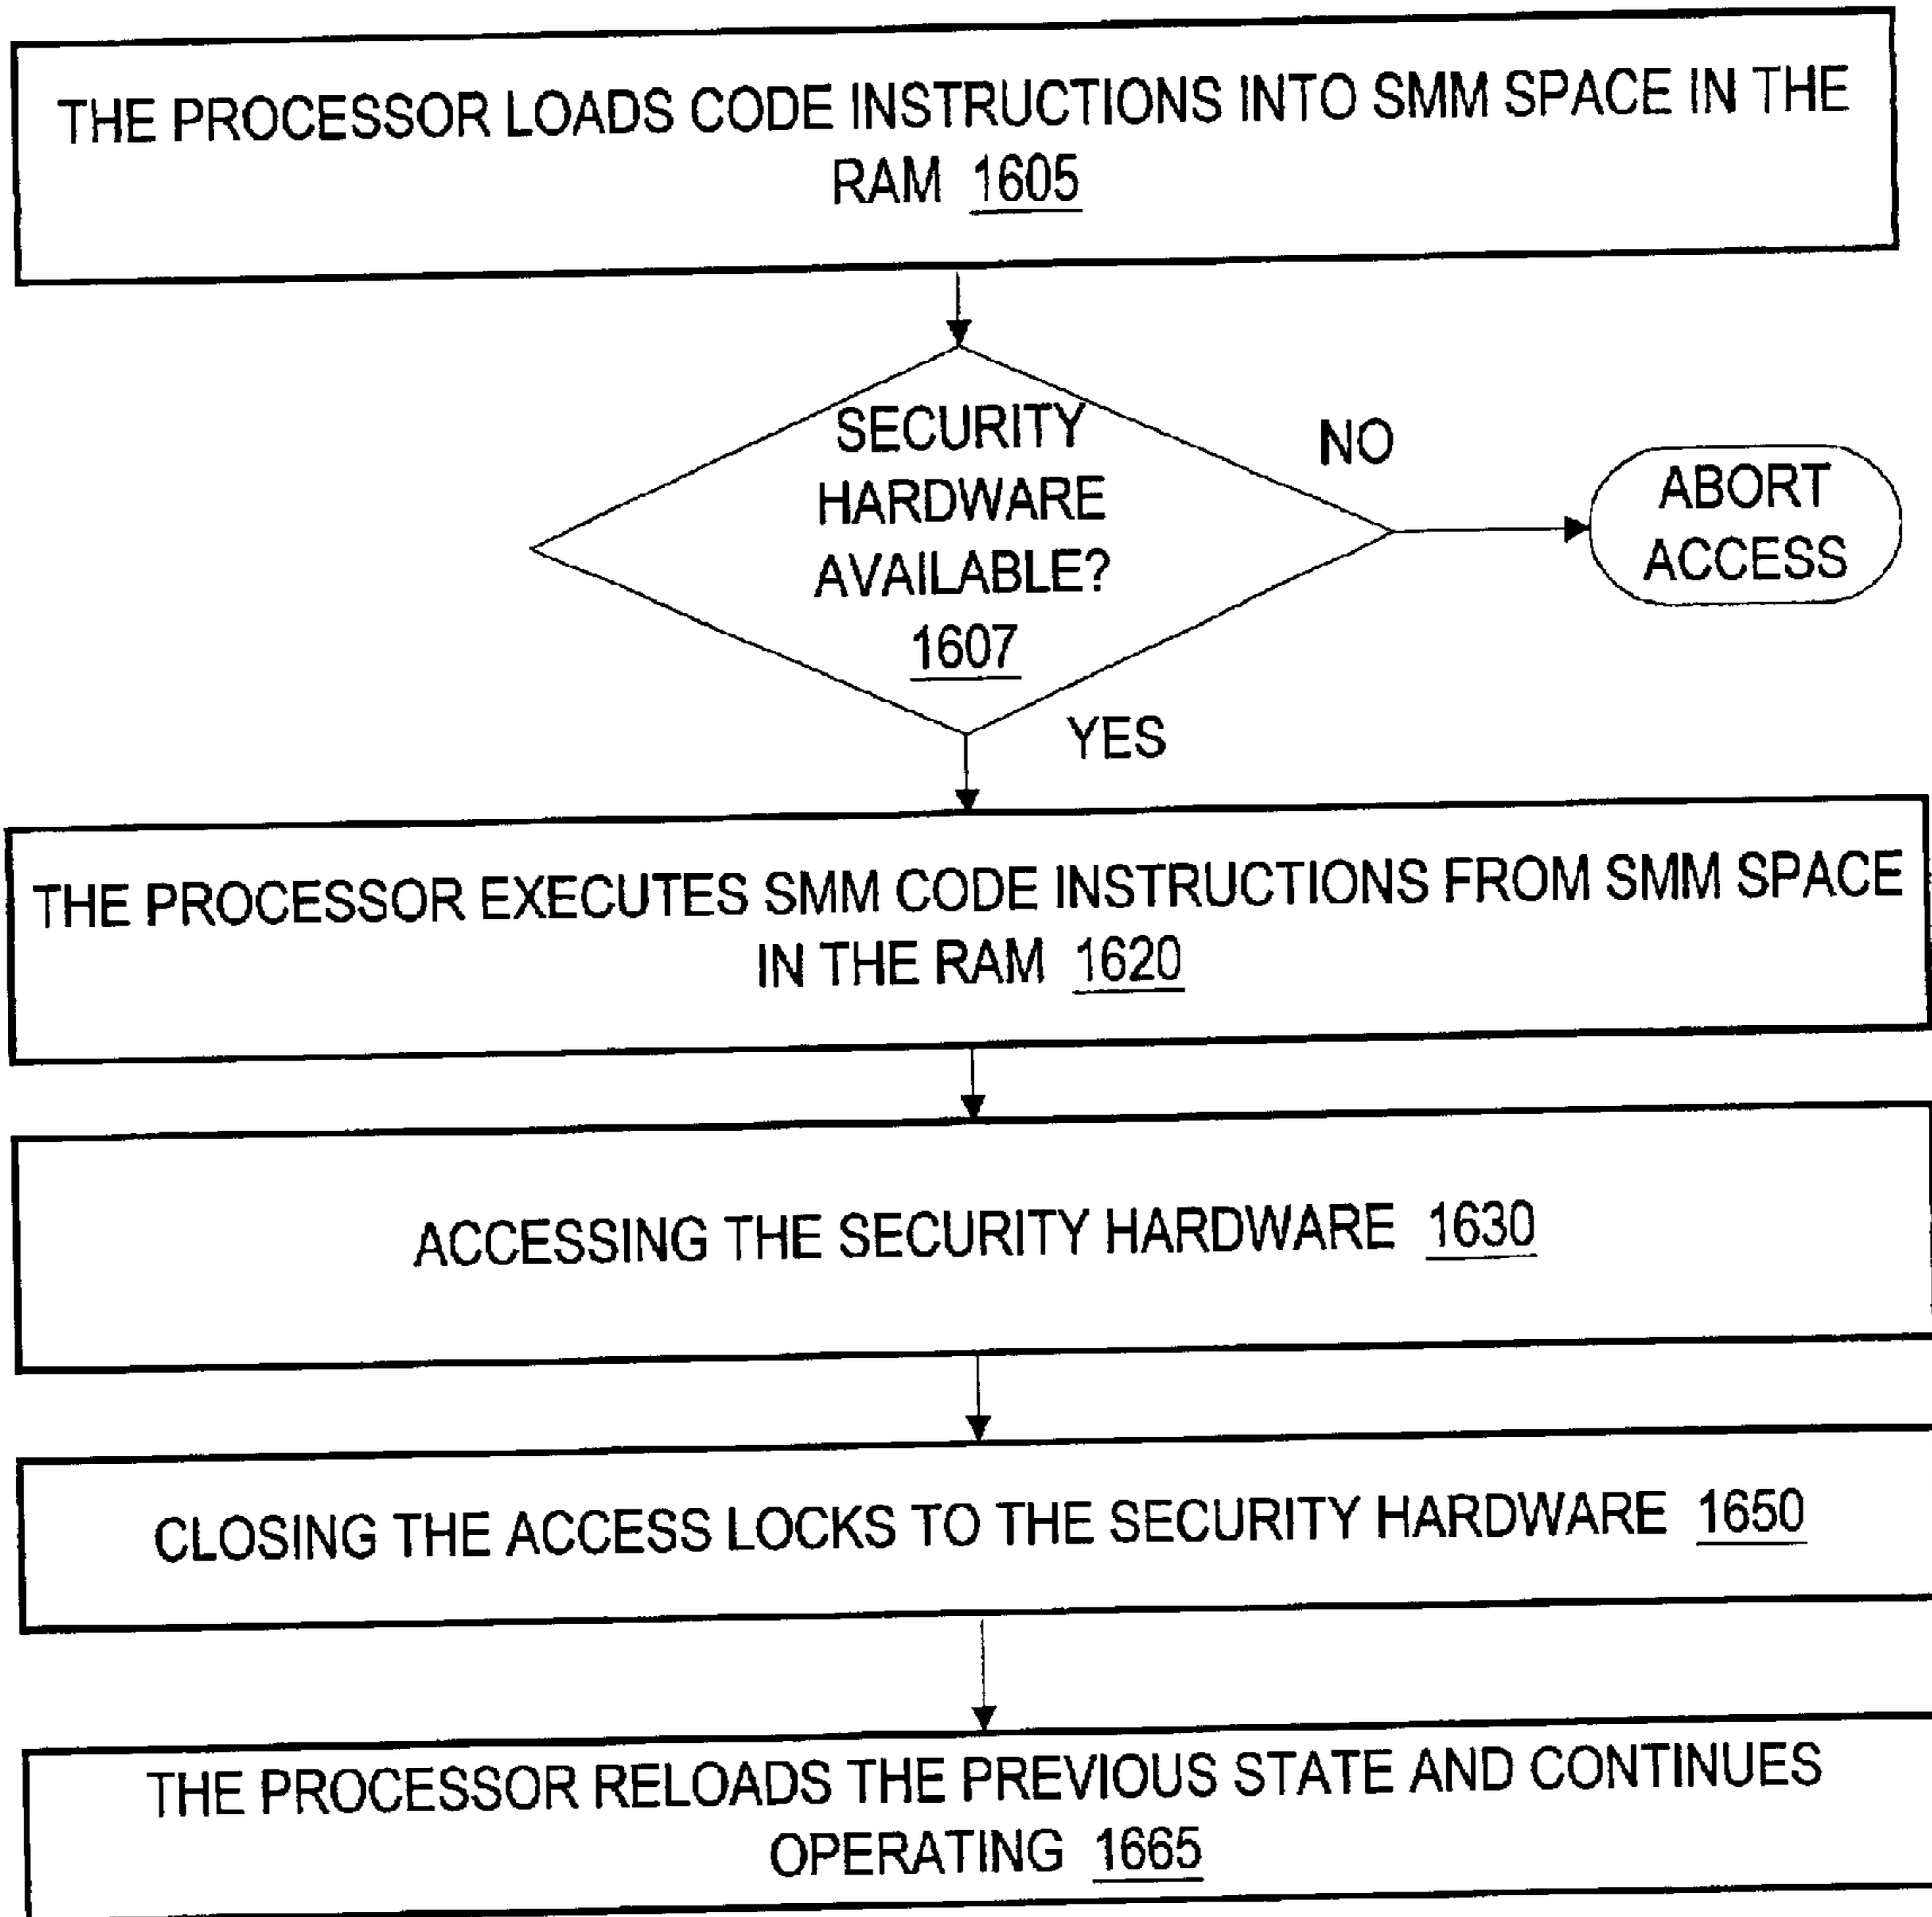 THE PROCESSOR LOADS CODE INSTRUCTIONS INTO SMM SPACE IN THE
RAM 1605
SECURITY
HARDWARE
AVAILABLE?
1607
NO
ABORT
ACCESS
YES
THE PROCESSOR EXECUTES SMM CODE INSTRUCTIONS FROM SMM SPACE
IN THE RAM 1620
ACCESSING THE SECURITY HARDWARE 1630
CLOSING THE ACCESS LOCKS TO THE SECURITY HARDWARE 1650
THE PROCESSOR RELOADS THE PREVIOUS STATE AND CONTINUES
OPERATING 1665